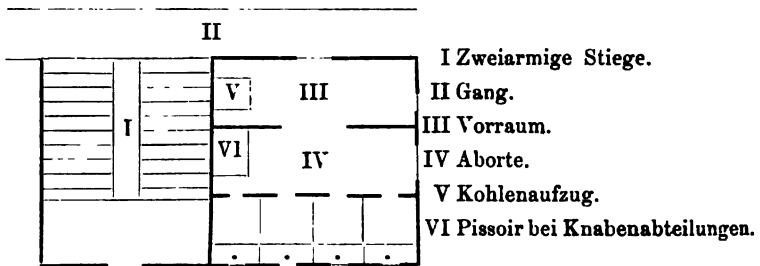 II
I Zweiarmige Stiege.
V III II Gang.
I III Vorraum.
VI IV IV Aborte.
V Kohlenaufzug.
VI Pissoir bei Knabenabteilungen.